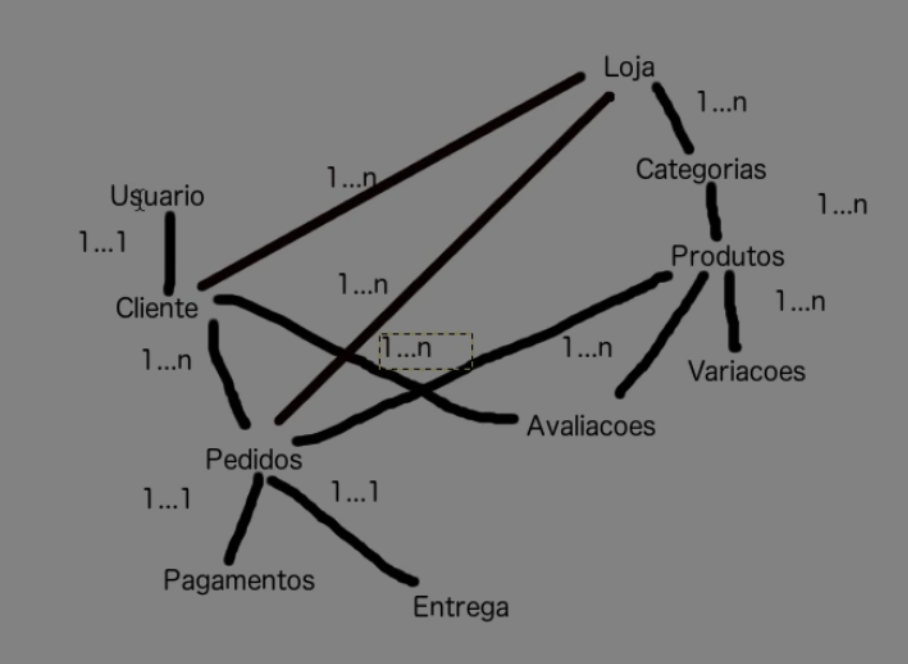 Loja
1...n
Categorias
1...n
Usuario
1...n
1...1
Produtos
1...n
1...n
Cliente
1...n
1...n
1...n
Variacoes
Avaliacoes
Pedidos
1...1
1...1
Pagamentos
Entrega